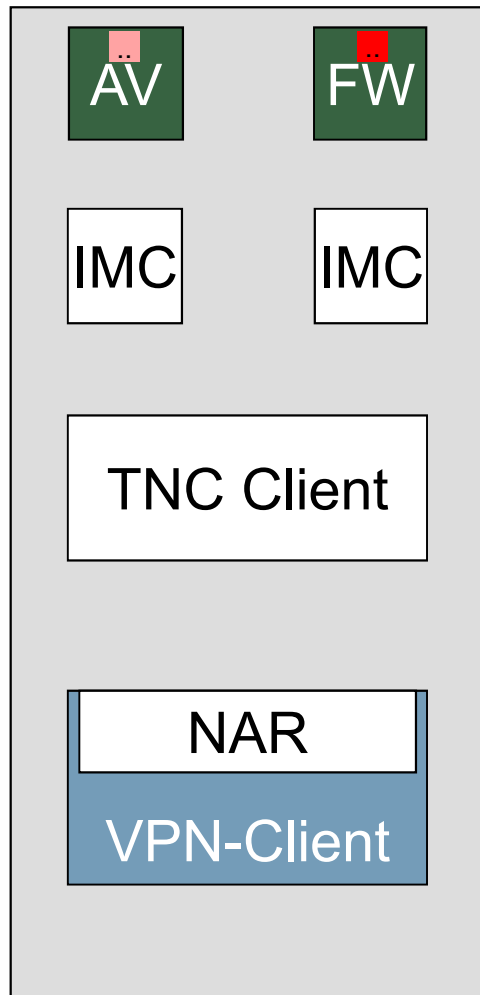 ..
..
AV
FW
IMC
IMC
TNC Client
NAR
VPN-Client